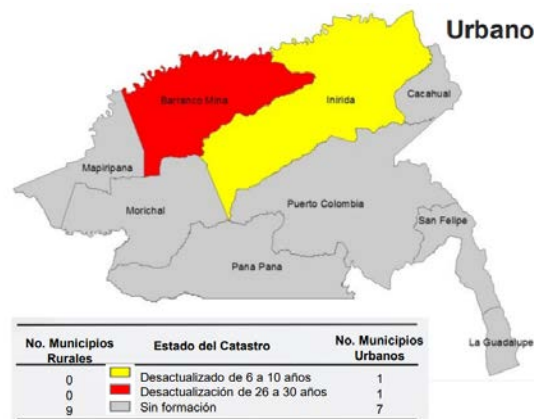 Urbano
Barranco Mina
Inirida
Cacahual
Mapiripana
Morichal
Puerto Colombia
San Felipe
Pana Pana
La Guadalupe
No. Municipios Rurales Estado del Catastro No. Municipios Urbanos
0 Desactualizado de 6 a 10 años 1
0 Desactualización de 26 a 30 años 1
9 Sin formación 7